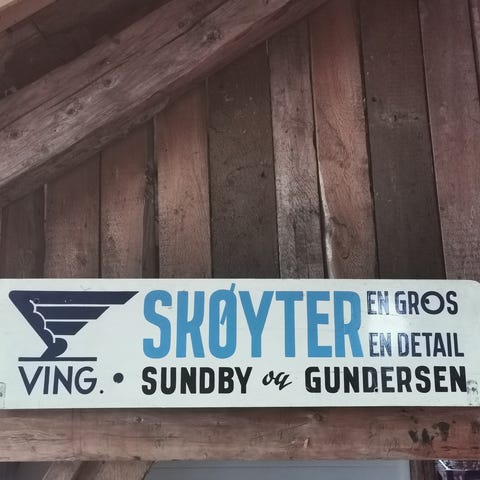 SKØYTER EN GROS
EN DETAIL
VING. • SUNDBY og GUNDERSEN